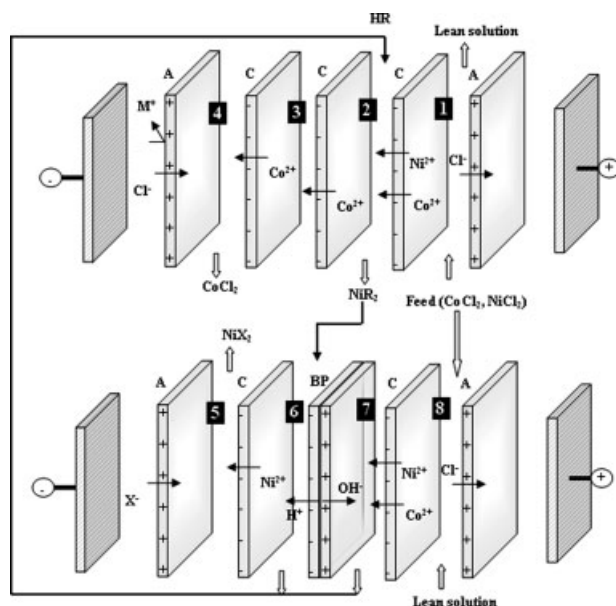 HR
Lean solution
A C C C A
4 3 2 1
M⁺
Ni²⁺ Cl⁻
Cl⁻ Co²⁺ Co²⁺ Co²⁺
- +
CoCl₂
NiR₂
Feed (CoCl₂, NiCl₂)
NiX₂
A C BP C A
5 6 7 8
Ni²⁺ OH⁻ Ni²⁺ Cl⁻
X⁻ H⁺ Co²⁺
- +
Lean solution